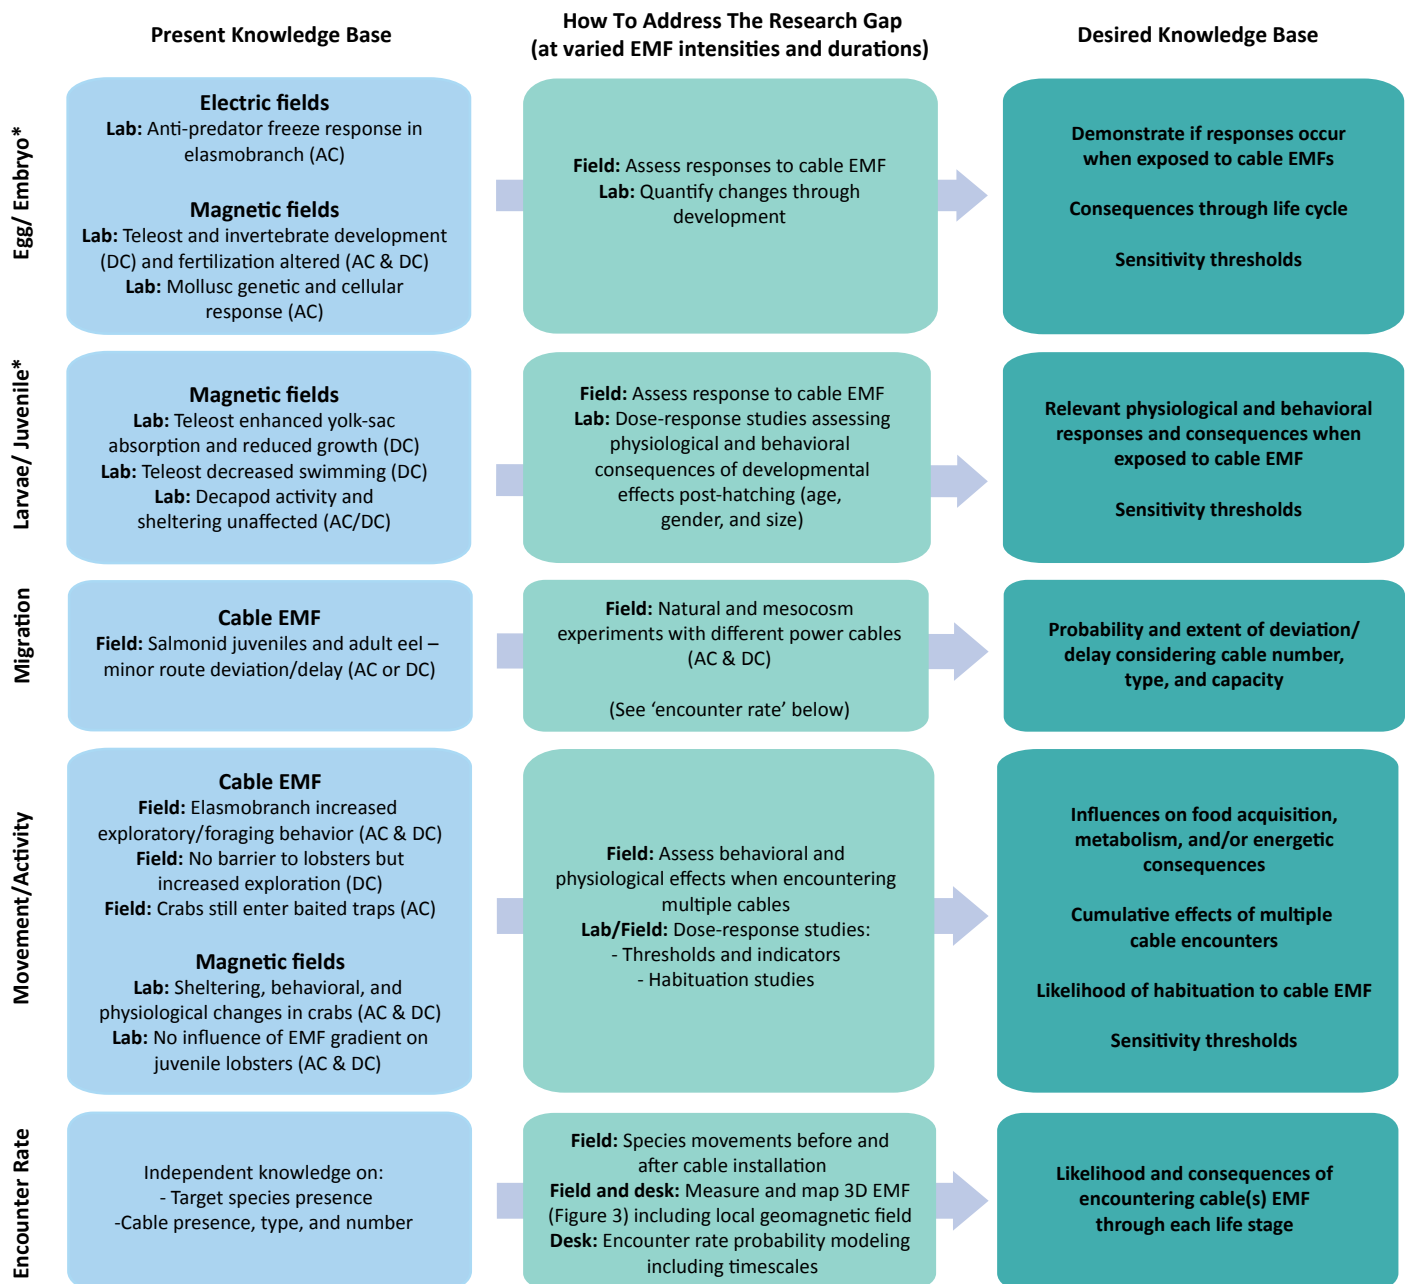 Present Knowledge Base
How To Address The Research Gap
(at varied EMF intensities and durations)
Desired Knowledge Base
Egg/ Embryo*
Electric fields
Lab: Anti-predator freeze response in
elasmobranch (AC)
Magnetic fields
Lab: Teleost and invertebrate development
(DC) and fertilization altered (AC & DC)
Lab: Mollusc genetic and cellular
response (AC)
Field: Assess responses to cable EMF
Lab: Quantify changes through
development
Demonstrate if responses occur
when exposed to cable EMFs
Consequences through life cycle
Sensitivity thresholds
Larvae/ Juvenile*
Magnetic fields
Lab: Teleost enhanced yolk-sac
absorption and reduced growth (DC)
Lab: Teleost decreased swimming (DC)
Lab: Decapod activity and
sheltering unaffected (AC/DC)
Field: Assess response to cable EMF
Lab: Dose-response studies assessing
physiological and behavioral
consequences of developmental
effects post-hatching (age,
gender, and size)
Relevant physiological and behavioral
responses and consequences when
exposed to cable EMF
Sensitivity thresholds
Migration
Cable EMF
Field: Salmonid juveniles and adult eel –
minor route deviation/delay (AC or DC)
Field: Natural and mesocosm
experiments with different power cables
(AC & DC)
(See ‘encounter rate’ below)
Probability and extent of deviation/
delay considering cable number,
type, and capacity
Movement/Activity
Cable EMF
Field: Elasmobranch increased
exploratory/foraging behavior (AC & DC)
Field: No barrier to lobsters but
increased exploration (DC)
Field: Crabs still enter baited traps (AC)
Magnetic fields
Lab: Sheltering, behavioral, and
physiological changes in crabs (AC & DC)
Lab: No influence of EMF gradient on
juvenile lobsters (AC & DC)
Field: Assess behavioral and
physiological effects when encountering
multiple cables
Lab/Field: Dose-response studies:
- Thresholds and indicators
- Habituation studies
Influences on food acquisition,
metabolism, and/or energetic
consequences
Cumulative effects of multiple
cable encounters
Likelihood of habituation to cable EMF
Sensitivity thresholds
Encounter Rate
Independent knowledge on:
- Target species presence
-Cable presence, type, and number
Field: Species movements before and
after cable installation
Field and desk: Measure and map 3D EMF
(Figure 3) including local geomagnetic field
Desk: Encounter rate probability modeling
including timescales
Likelihood and consequences of
encountering cable(s) EMF
through each life stage